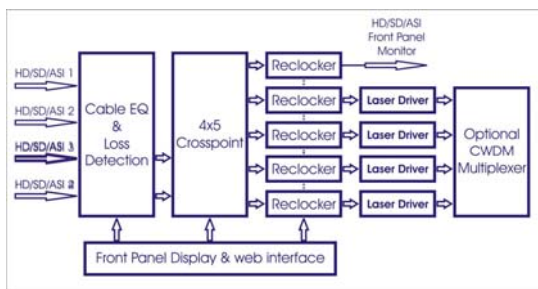 HD/SD/ASI
Front Panel
Monitor
HD/SD/ASI 1
HD/SD/ASI 2
HD/SD/ASI
HD/SD/ASI
Cable EQ
&
Loss
Detection
4x5
Crosspoint
Reclocker
Reclocker
Reclocker
Reclocker
Reclocker
Laser Driver
Laser Driver
Laser Driver
Laser Driver
Optional
CWDM
Multiplexer
Front Panel Display & web interface